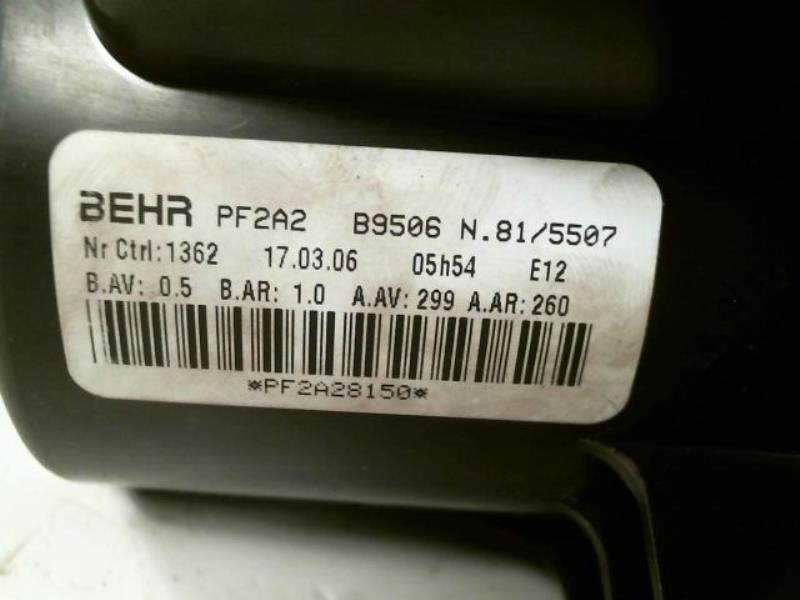 BEHR PF2A2 B9506 N.81/5507
Nr Ctrl:1362 17.03.06 05h54 E12
B.AV: 0.5 B.AR: 1.0 A.AV: 299 A.AR: 260
*PF2A28150*